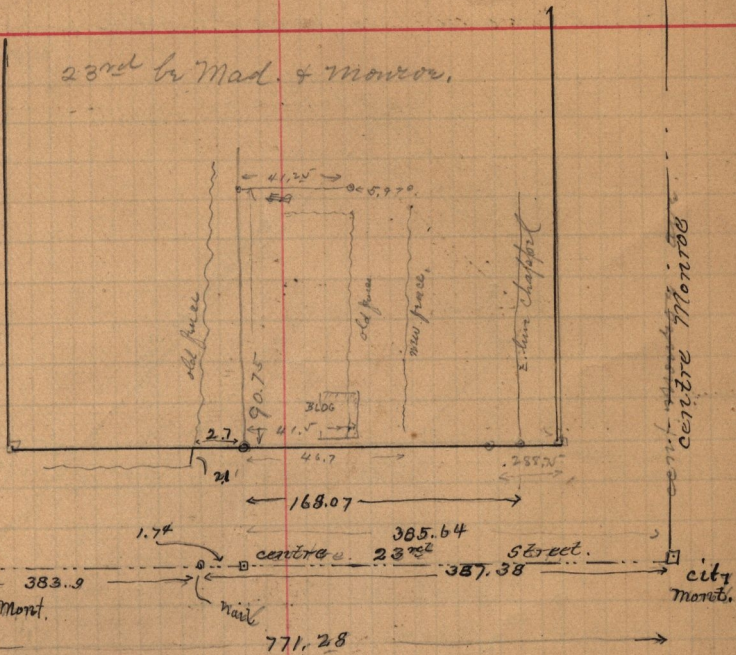 23rd be Mad. & Monroe.
41.25
5.97
old fence
90.75
old fence
new fence.
E. line Chappell
centre Monroe
BLDG
2.7
41.5
46.7
288.75
21
168.07
1.74
385.64
centre 23rd Street.
383.9
387.38
city
Mont.
Mont.
Nail
771.28